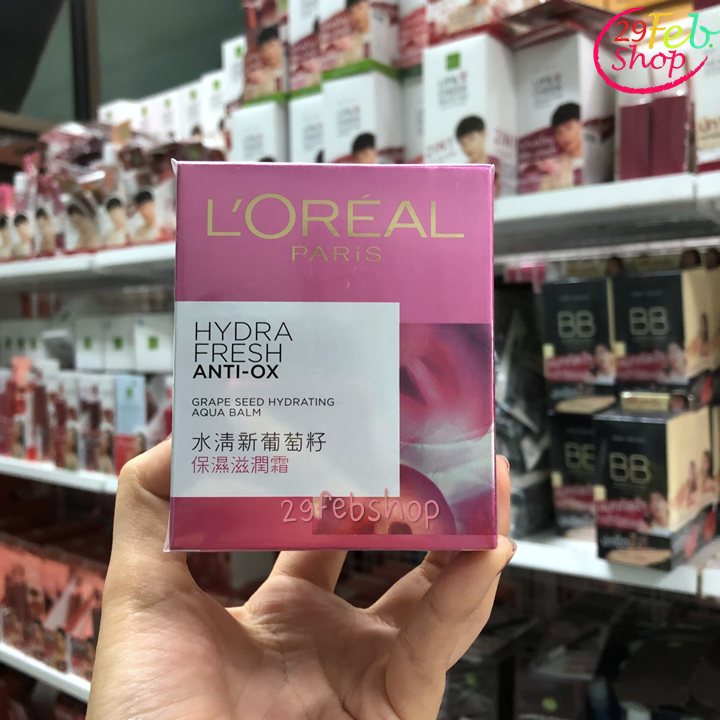 29Feb.
Shop
L'ORÉAL
PARiS
HYDRA
FRESH
ANTI-OX
GRAPE SEED HYDRATING
AQUA BALM
水清新葡萄籽
保濕滋潤霜
29febshop
BB
BB
BB
BB